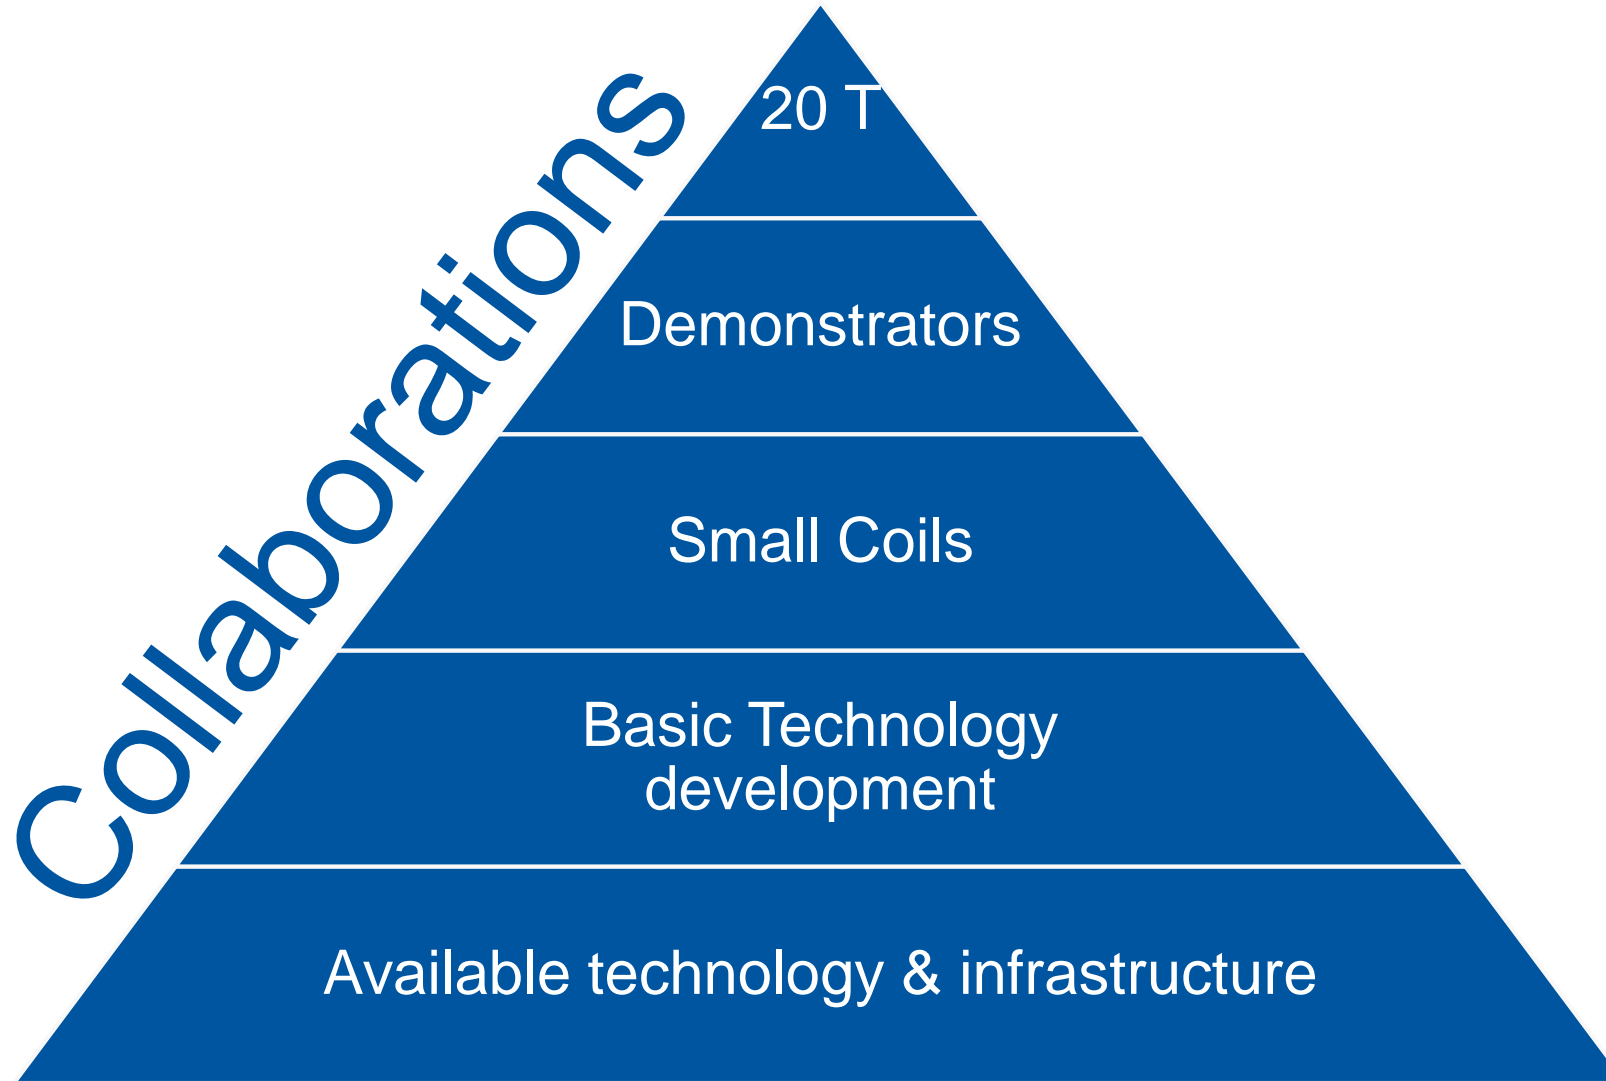 Collaborations
20 T
Demonstrators
Small Coils
Basic Technology
development
Available technology & infrastructure